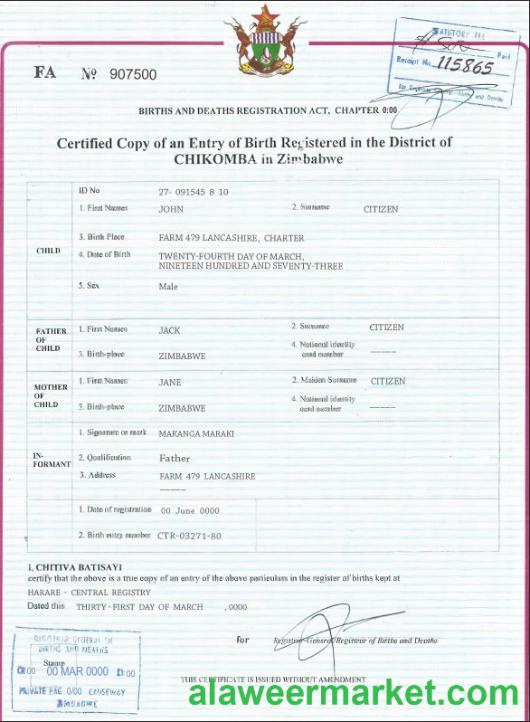 STATUTORY FEE
Paid
Receipt No. 115865
FA No 907500
BIRTHS AND DEATHS REGISTRATION ACT, CHAPTER 0:00
Certified Copy of an Entry of Birth Registered in the District of
CHIKOMBA in Zimbabwe
ID No 27- 091545 8 10
1. First Names JOHN 2. Surname CITIZEN
3. Birth Place FARM 479 LANCASHIRE, CHARTER
CHILD 4. Date of Birth TWENTY-FOURTH DAY OF MARCH,
NINETEEN HUNDRED AND SEVENTY-THREE
5. Sex Male
FATHER OF CHILD 1. First Names JACK 2. Surname CITIZEN
3. Birth-place ZIMBABWE 4. National identity card number -----
MOTHER OF CHILD 1. First Names JANE 2. Maiden Surname CITIZEN
3. Birth-place ZIMBABWE 4. National identity card number -----
1. Signature or mark MAKANGA MARAKI
IN-FORMANT 2. Qualification Father
3. Address FARM 479 LANCASHIRE
-----
1. Date of registration 00 June 0000
2. Birth entry number CTR-03271-80
I, CHITIVA BATISAYI
certify that the above is a true copy of an entry of the above particulars in the register of births kept at
HARARE - CENTRAL REGISTRY
Dated this THIRTY-FIRST DAY OF MARCH ,0000
for Registrar-General/Registrar of Births and Deaths
REGISTRAR GENERAL OF
BIRTHS AND DEATHS
Stamp
00 MAR 0000
PRIVATE BAG 0/00 CAUSEWAY
ZIMBABWE
THIS CERTIFICATE IS ISSUED WITHOUT AMENDMENT
alaweermarket.com